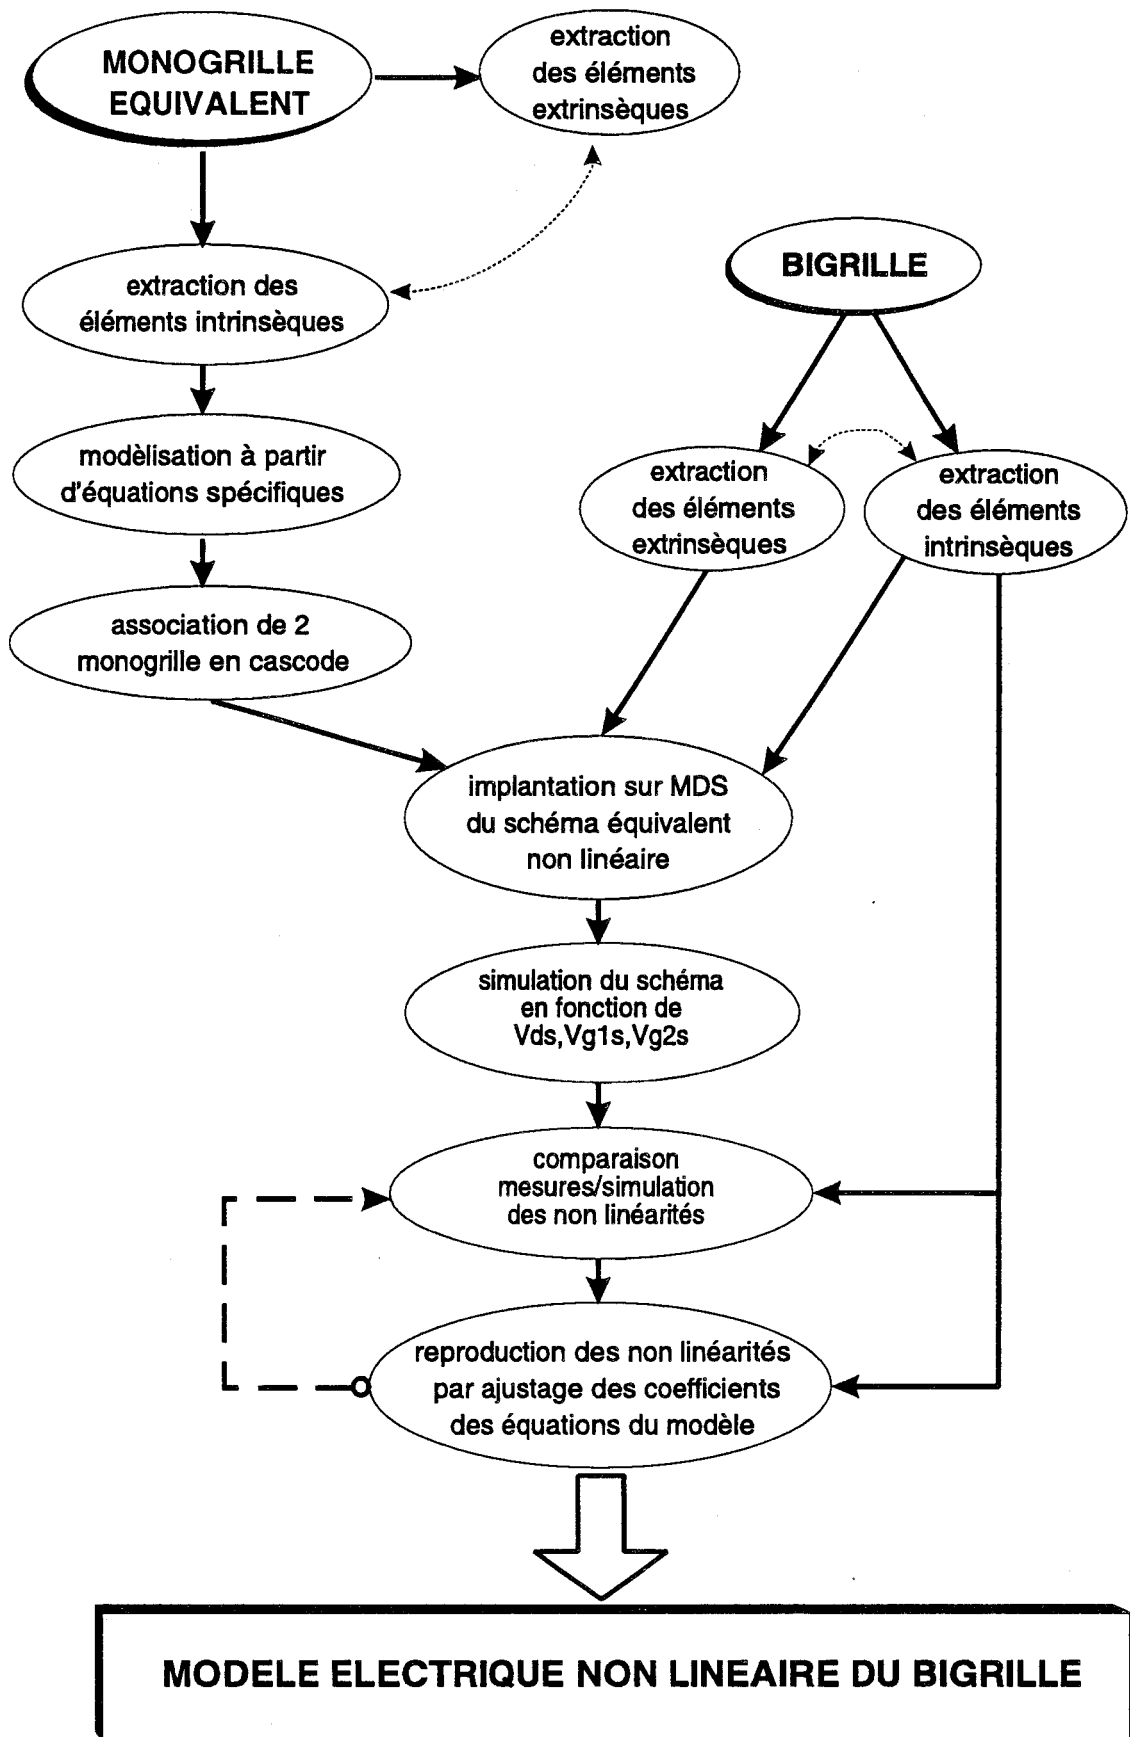 MONOGRILLE
EQUIVALENT
extraction
des éléments
extrinsèques
extraction des
éléments intrinsèques
BIGRILLE
modèlisation à partir
d'équations spécifiques
extraction
des éléments
extrinsèques
extraction
des éléments
intrinsèques
association de 2
monogrille en cascode
implantation sur MDS
du schéma équivalent
non linéaire
simulation du schéma
en fonction de
Vds,Vg1s,Vg2s
comparaison
mesures/simulation
des non linéarités
reproduction des non linéarités
par ajustage des coefficients
des équations du modèle
MODELE ELECTRIQUE NON LINEAIRE DU BIGRILLE